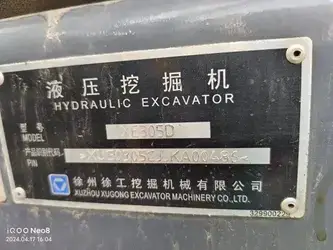 液压挖掘机
HYDRAULIC EXCAVATOR
型号
MODEL XE305D
产品识别代码
PIN
徐州徐工挖掘机械有限公司
XUZHOU XUGONG EXCAVATOR MACHINERY CO.,LTD.
iQOO Neo8
2024.04.17 16:04